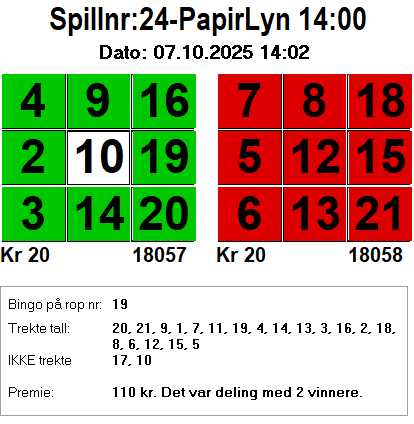 Spillnr:24-PapirLyn 14:00
Dato: 07.10.2025 14:02
4 9 16 7 8 18
2 10 19 5 12 15
3 14 20 6 13 21
Kr 20 18057 Kr 20 18058
Bingo på rop nr: 19
Trekte tall: 20, 21, 9, 1, 7, 11, 19, 4, 14, 13, 3, 16, 2, 18,
8, 6, 12, 15, 5
IKKE trekte 17, 10
Premie: 110 kr. Det var deling med 2 vinnere.